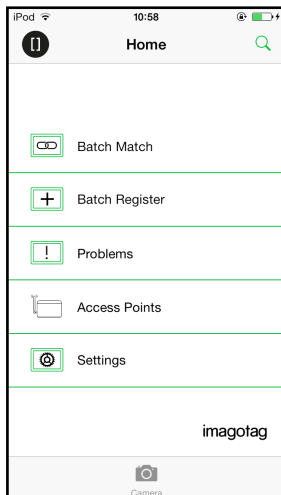 iPod 10:58
Home
Batch Match
Batch Register
Problems
Access Points
Settings
imagotag
Camera